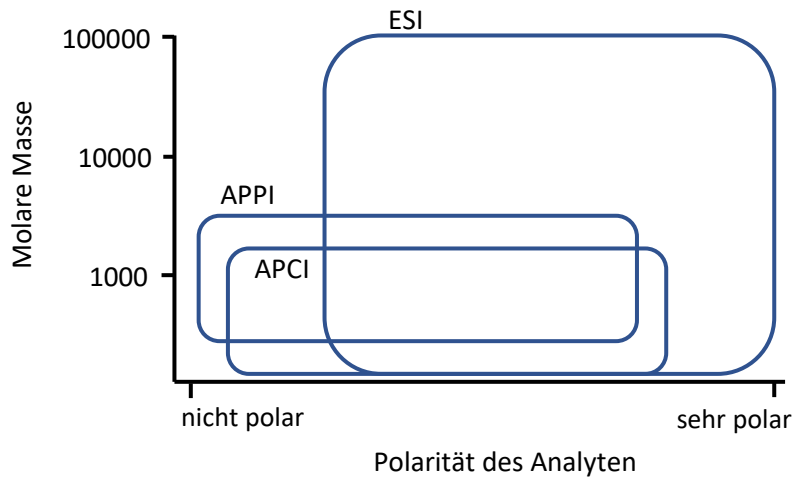 ESI
100000
10000
APPI
APCI
1000
Molare Masse
nicht polar
sehr polar
Polarität des Analyten